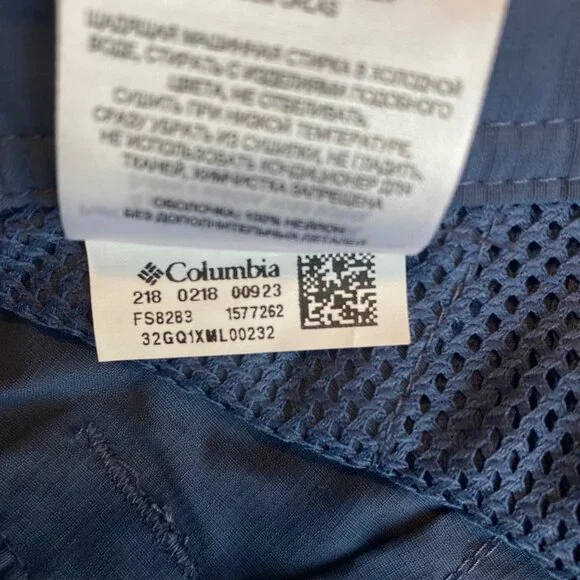 ЩАДЯЩАЯ МАШИННАЯ СТИРКА В ХОЛОДНОЙ
ВОДЕ, СТИРАТЬ С ИЗДЕЛИЯМИ ПОДОБНОГО
ЦВЕТА, НЕ ОТБЕЛИВАТЬ,
СУШИТЬ ПРИ НИЗКОЙ ТЕМПЕРАТУРЕ,
СРАЗУ УБРАТЬ ИЗ СУШИЛКИ, НЕ ГЛАДИТЬ,
НЕ ИСПОЛЬЗОВАТЬ КОНДИЦИОНЕР ДЛЯ
ТКАНЕЙ, ХИМЧИСТКА ЗАПРЕЩЕНА
ОБОЛОЧКА: 100% НЕЙЛОН
БЕЗ ДОПОЛНИТЕЛЬНЫХ ДЕТАЛЕЙ
Columbia
218 0218 00923
FS82B3 1577262
32GQ1XML00232